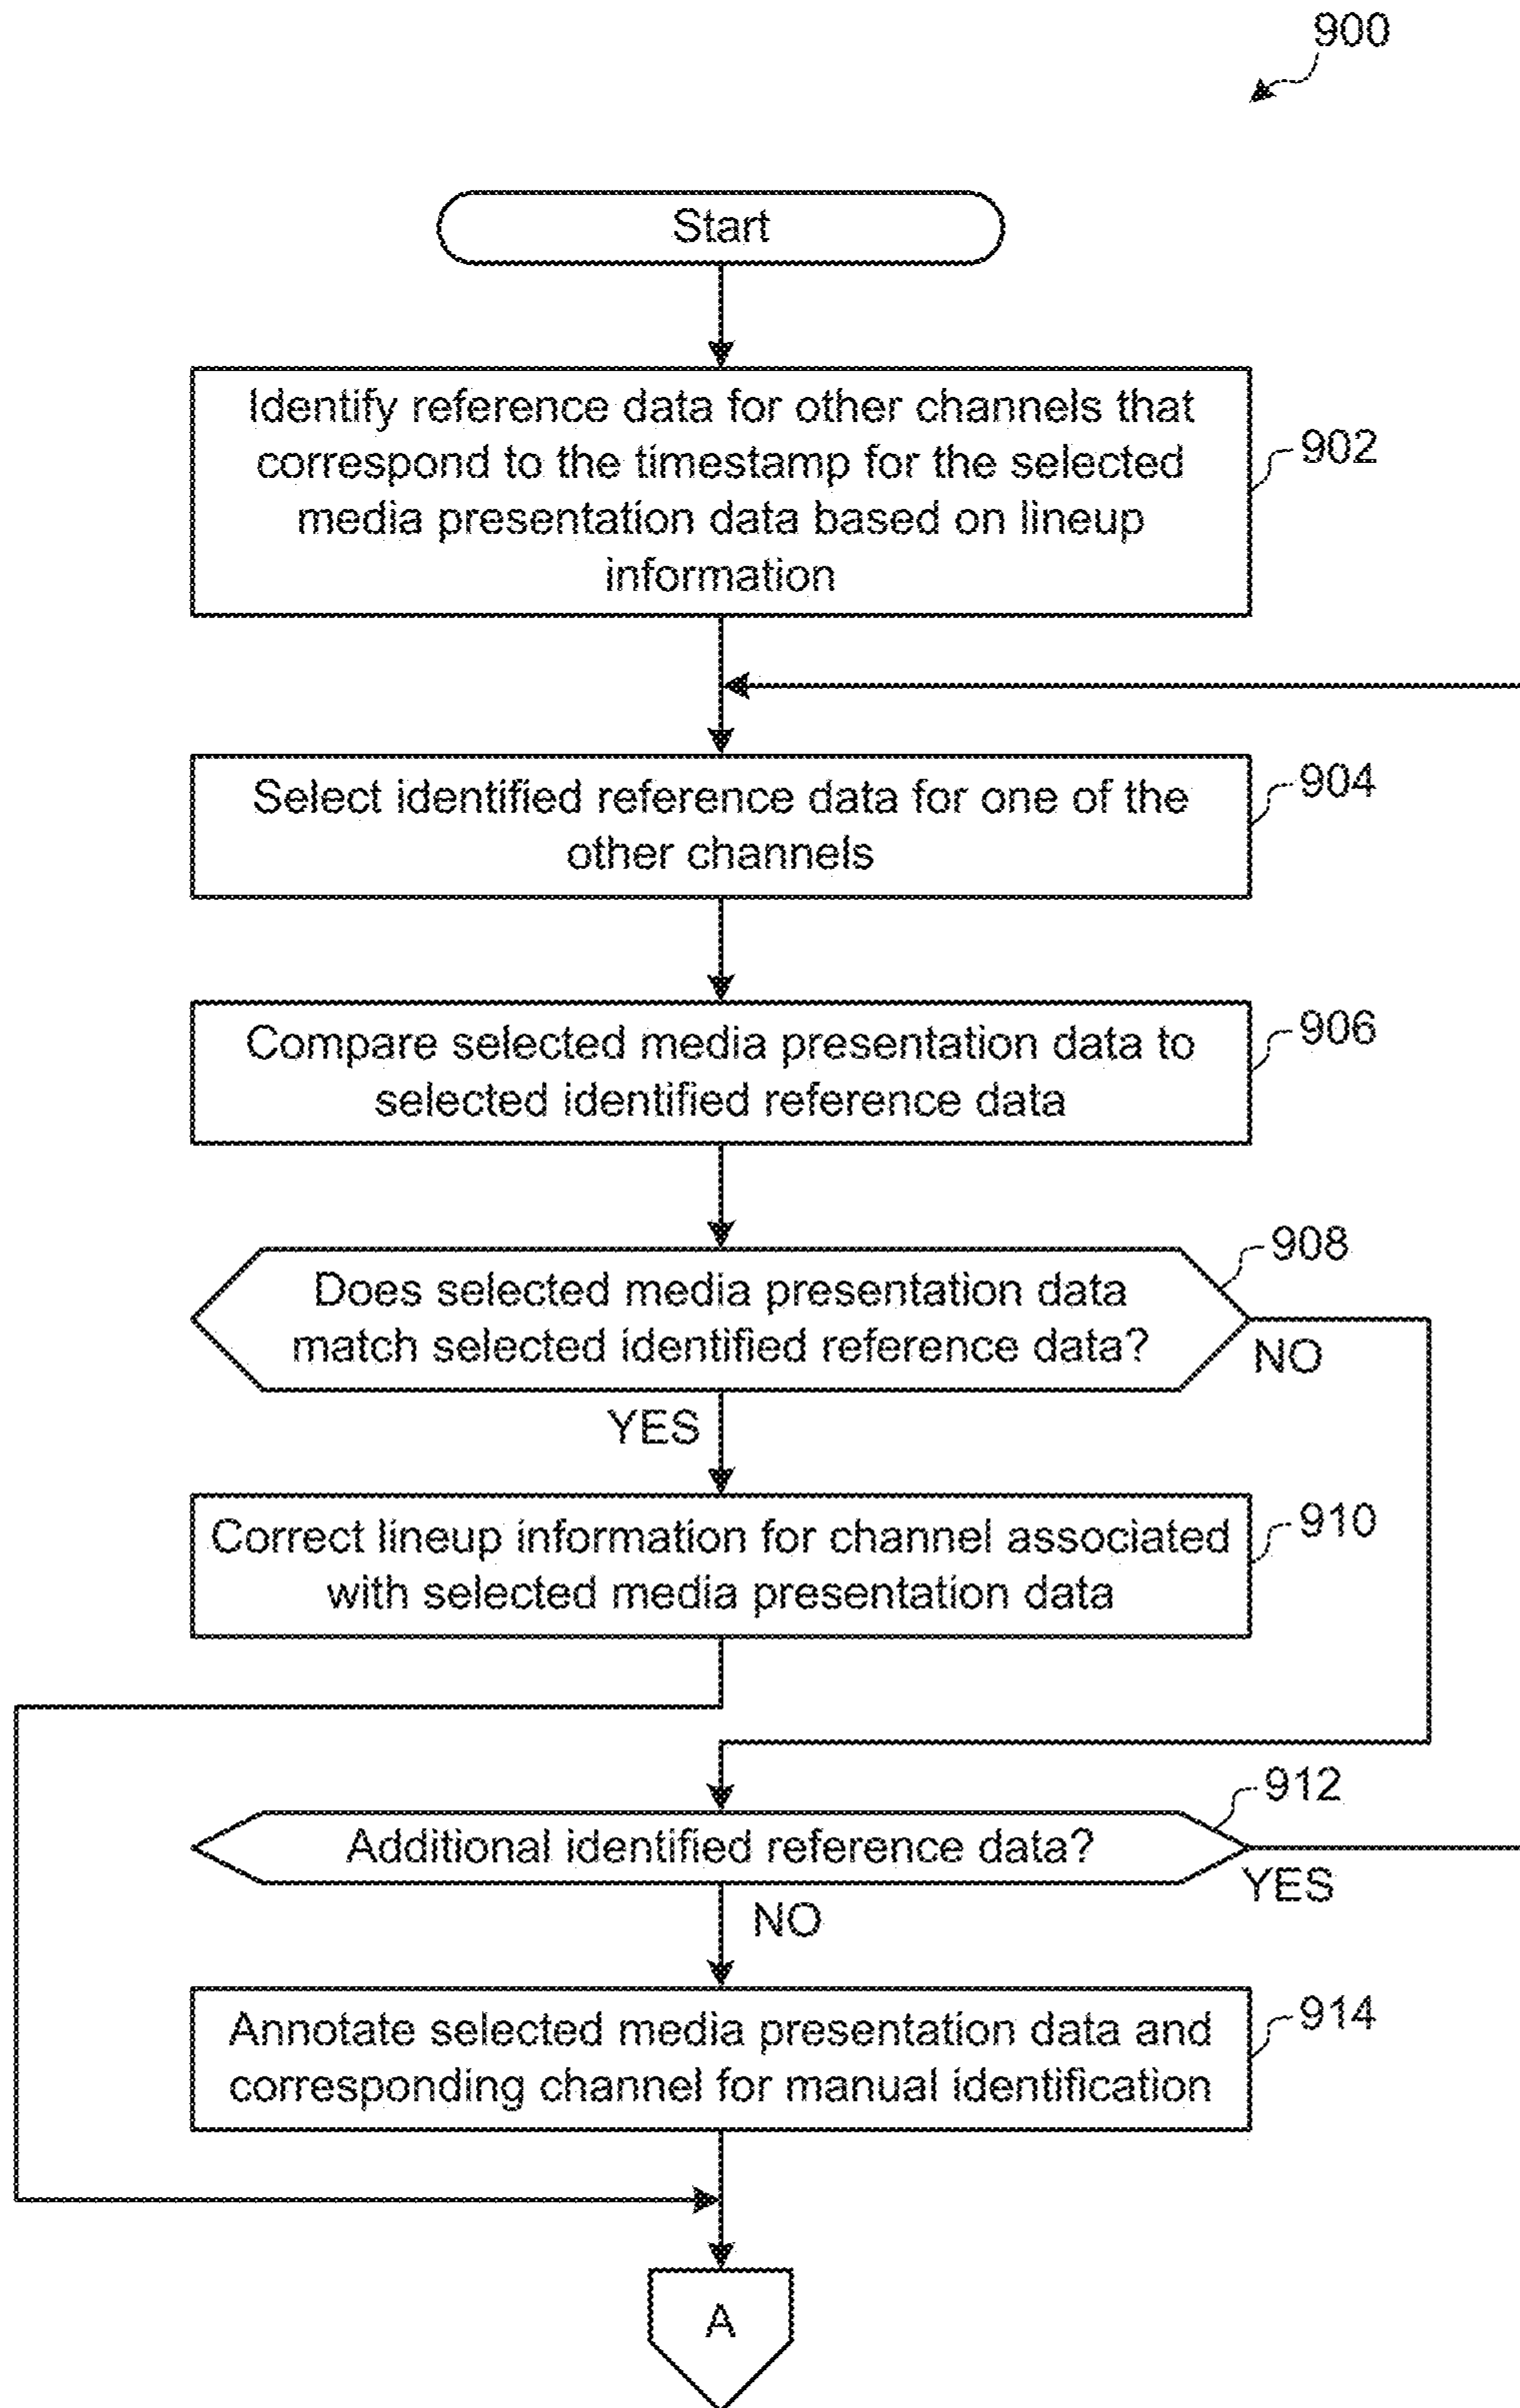 900
Start
Identify reference data for other channels that
correspond to the timestamp for the selected
media presentation data based on lineup
information
902
Select identified reference data for one of the
other channels
904
Compare selected media presentation data to
selected identified reference data
906
Does selected media presentation data
match selected identified reference data?
908
NO
YES
Correct lineup information for channel associated
with selected media presentation data
910
Additional identified reference data?
912
YES
NO
Annotate selected media presentation data and
corresponding channel for manual identification
914
A